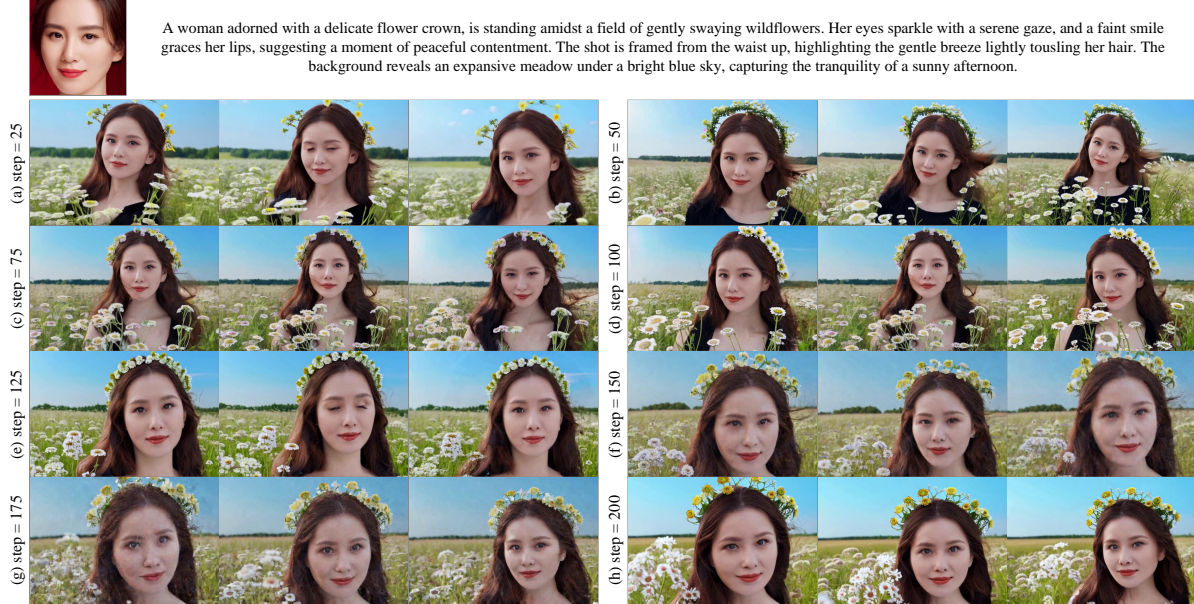 A woman adorned with a delicate flower crown, is standing amidst a field of gently swaying wildflowers. Her eyes sparkle with a serene gaze, and a faint smile
graces her lips, suggesting a moment of peaceful contentment. The shot is framed from the waist up, highlighting the gentle breeze lightly tousling her hair. The
background reveals an expansive meadow under a bright blue sky, capturing the tranquility of a sunny afternoon.
(a) step = 25
(b) step = 50
(c) step = 75
(d) step = 100
(e) step = 125
(f) step = 150
(g) step = 175
(h) step = 200